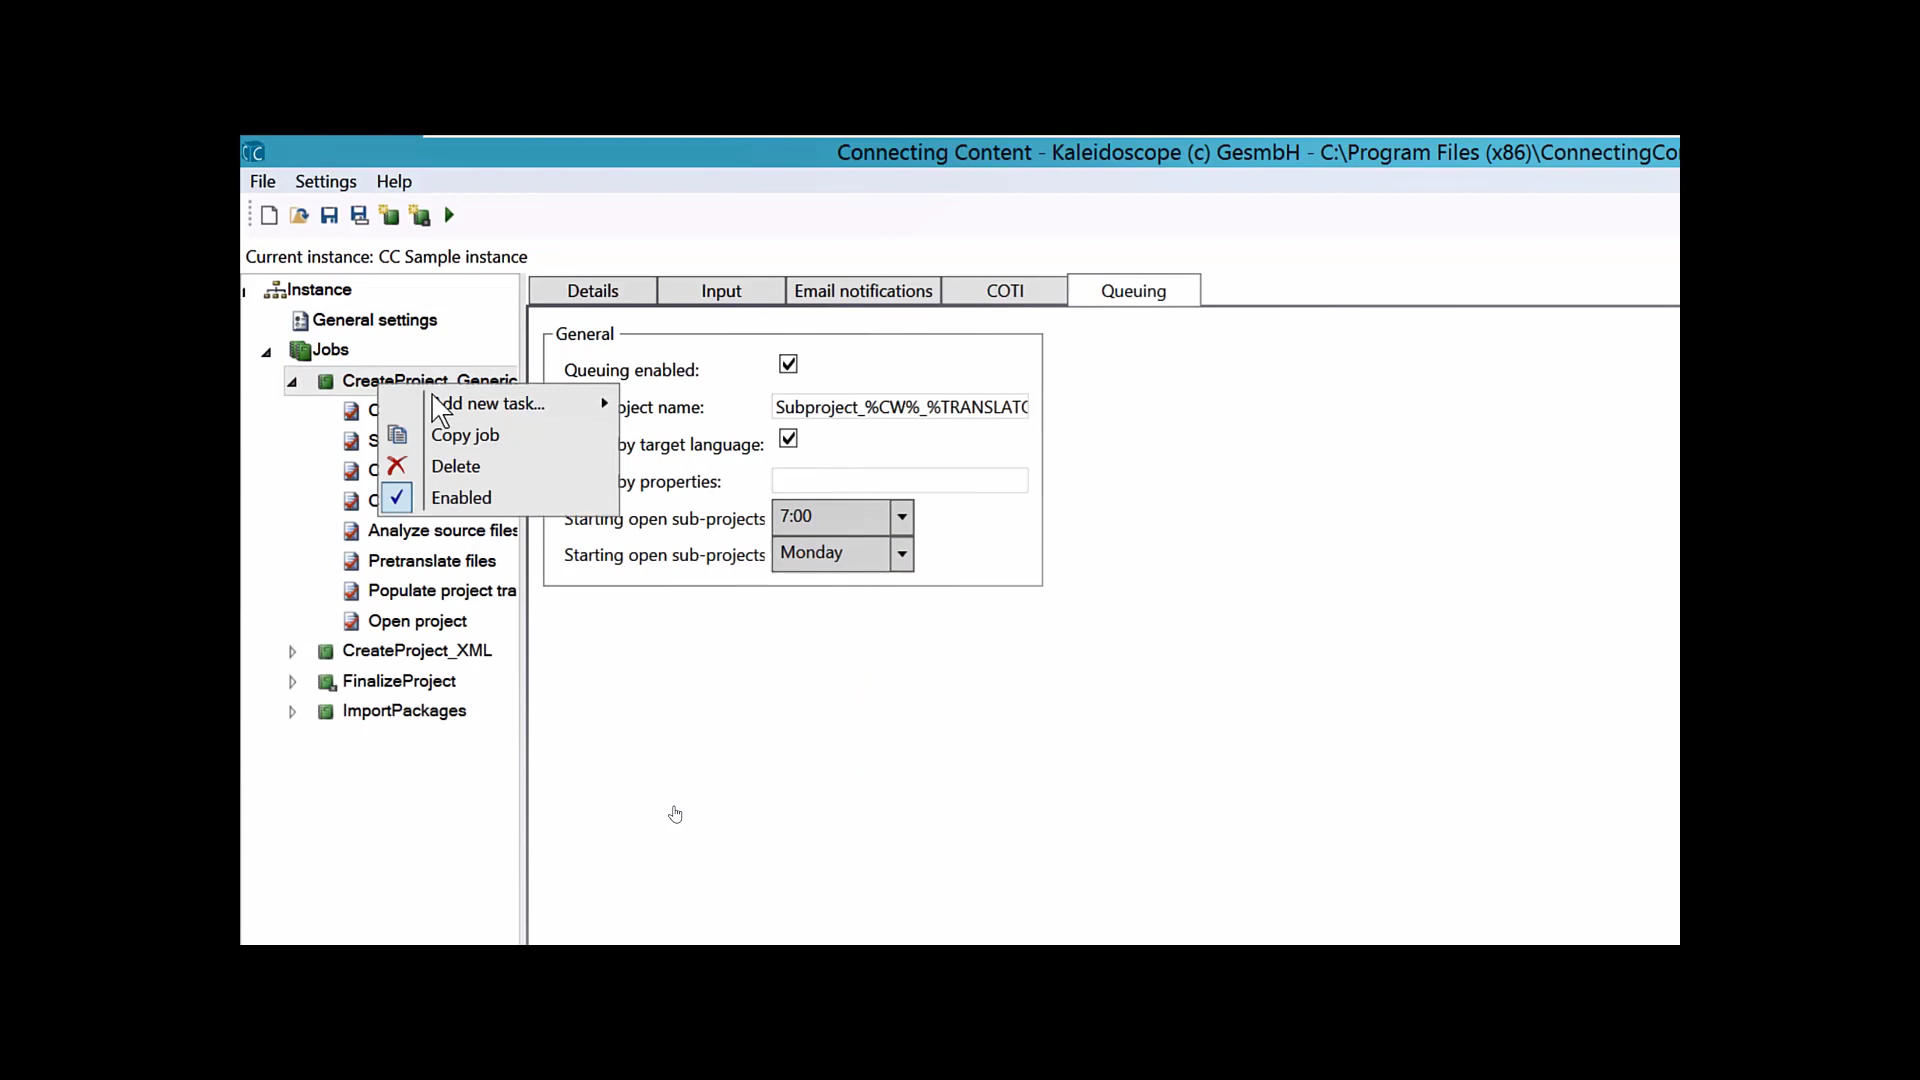 Connecting Content - Kaleidoscope (c) GesmbH - C:\Program Files (x86)\ConnectingCo
File Settings Help
Current instance: CC Sample instance
Instance
General settings
Jobs
CreateProject_Generic
Analyze source files
Pretranslate files
Populate project tra
Open project
CreateProject_XML
FinalizeProject
ImportPackages
Add new task...
Copy job
Delete
Enabled
Details Input Email notifications COTI Queuing
General
Queuing enabled:
oject name: Subproject_%CW%_%TRANSLATO
by target language:
by properties:
Starting open sub-projects 7:00
Starting open sub-projects Monday